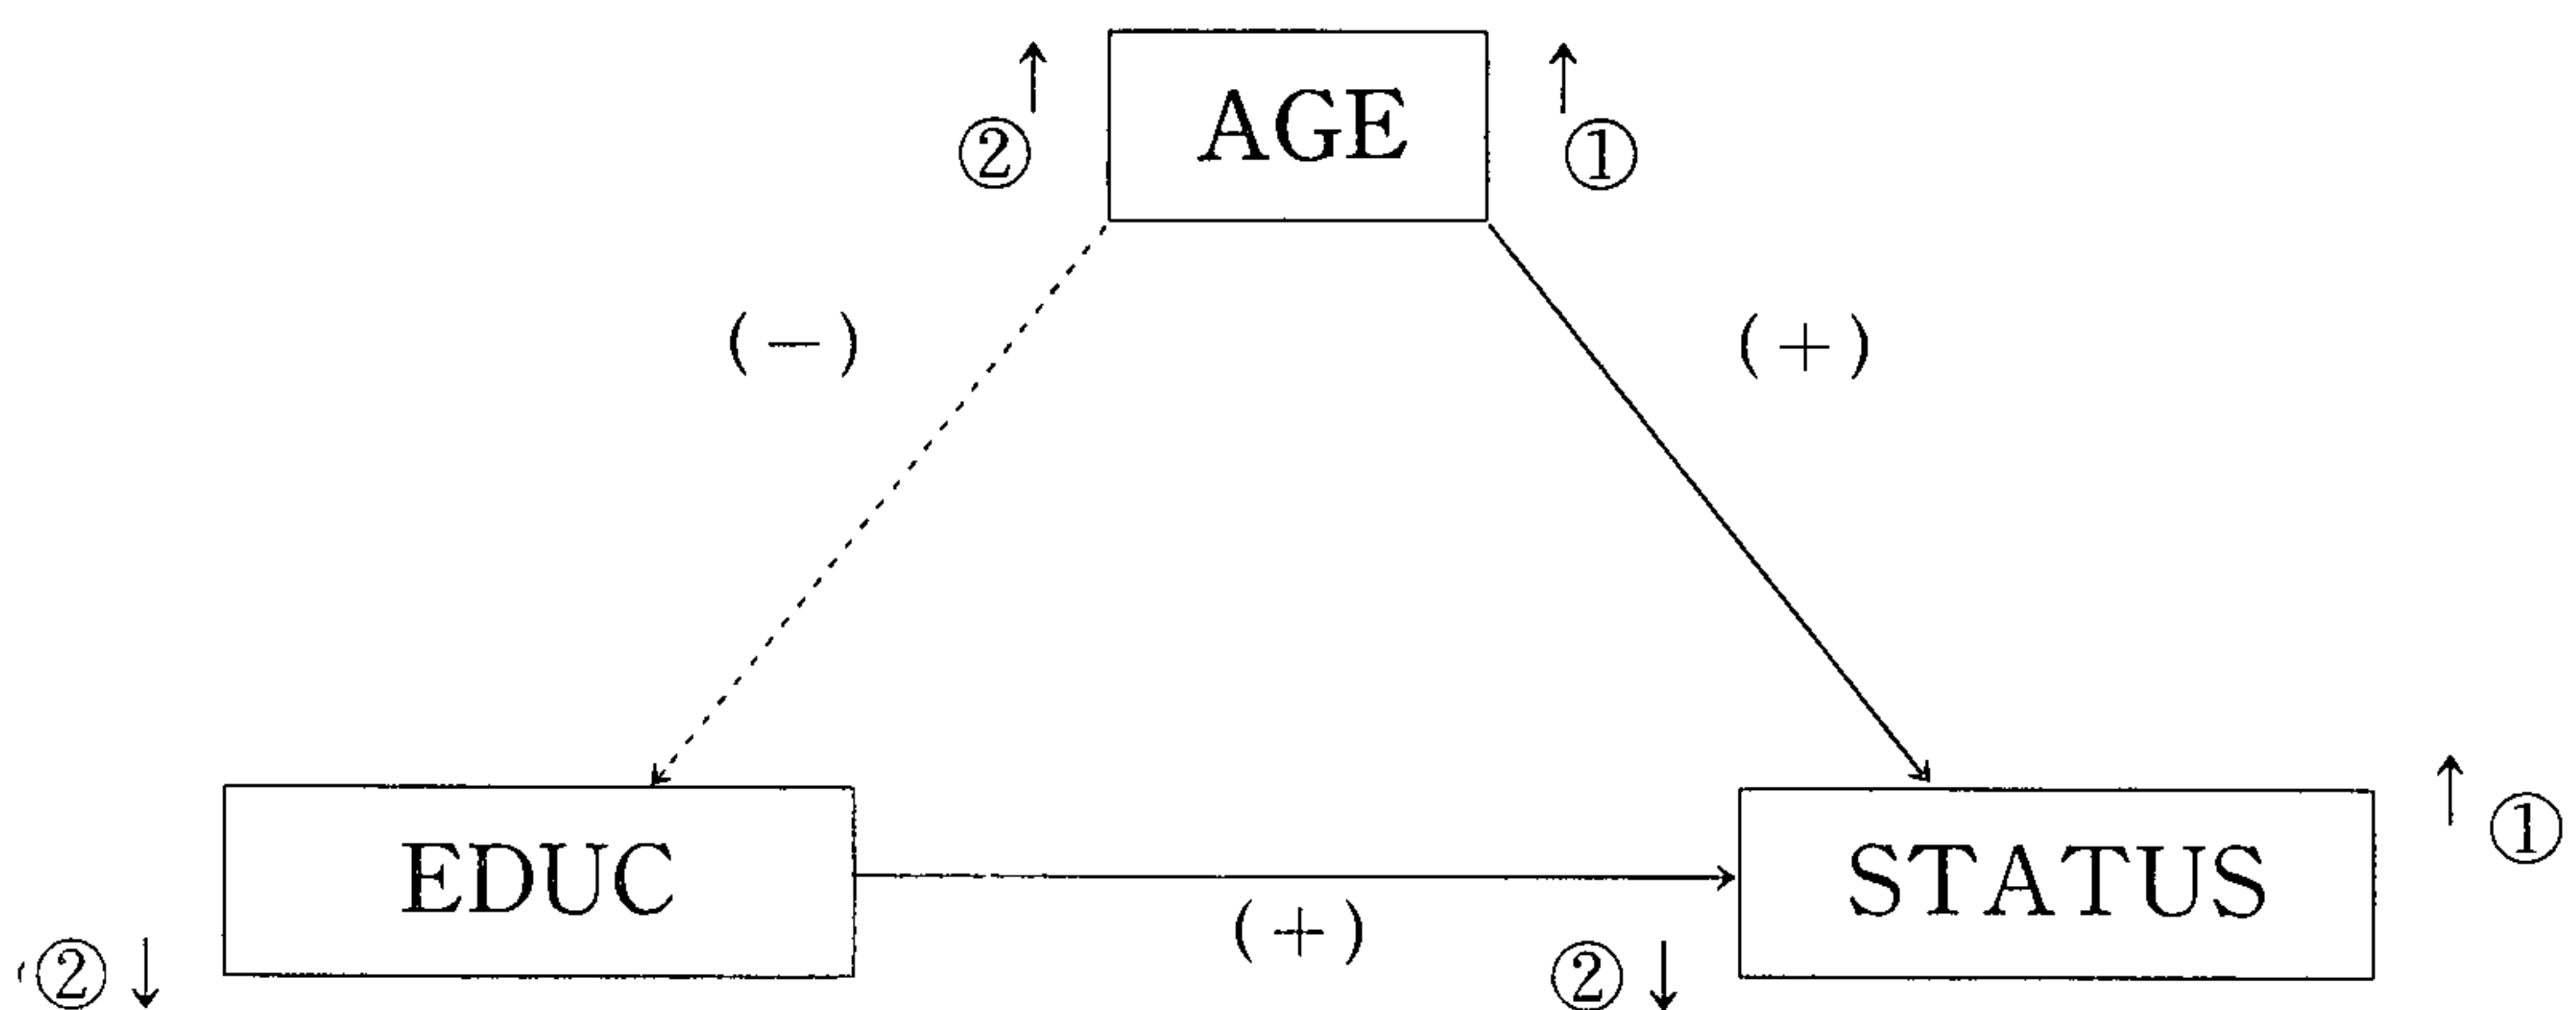 ↑ ② AGE ↑ ①
(-) (+)
EDUC STATUS ↑ ①
(+)
② ↓ ② ↓